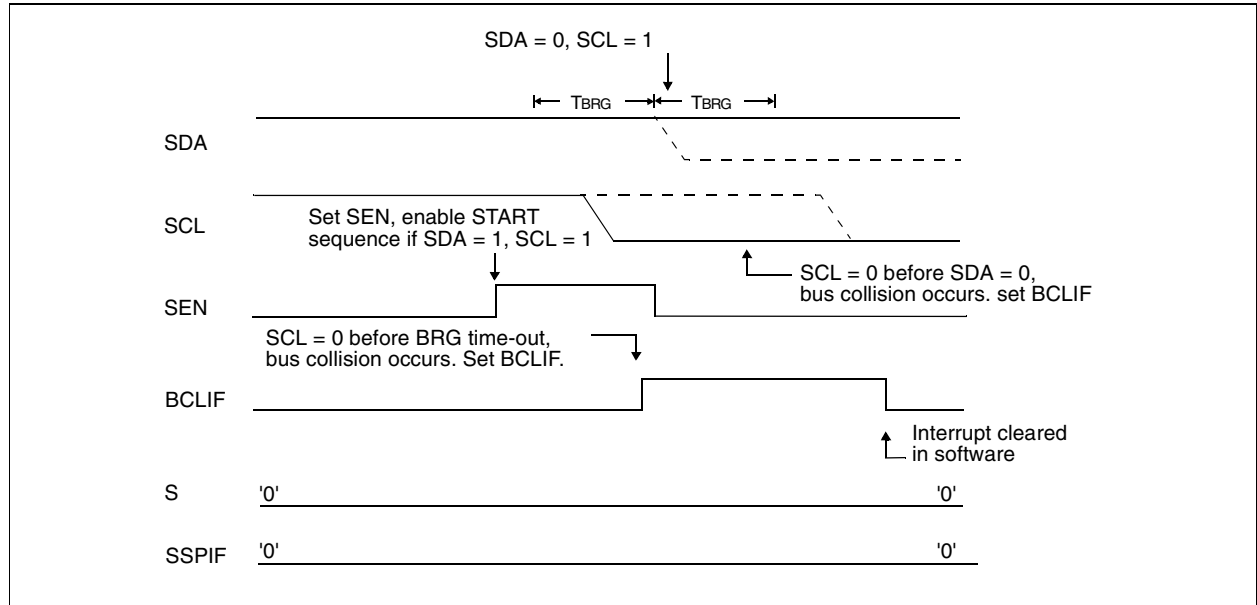 SDA = 0, SCL = 1
TBRG TBRG
SDA
SCL
Set SEN, enable START
sequence if SDA = 1, SCL = 1
SCL = 0 before SDA = 0,
bus collision occurs. set BCLIF
SEN
SCL = 0 before BRG time-out,
bus collision occurs. Set BCLIF.
BCLIF
Interrupt cleared
in software
S '0' '0'
SSPIF '0' '0'